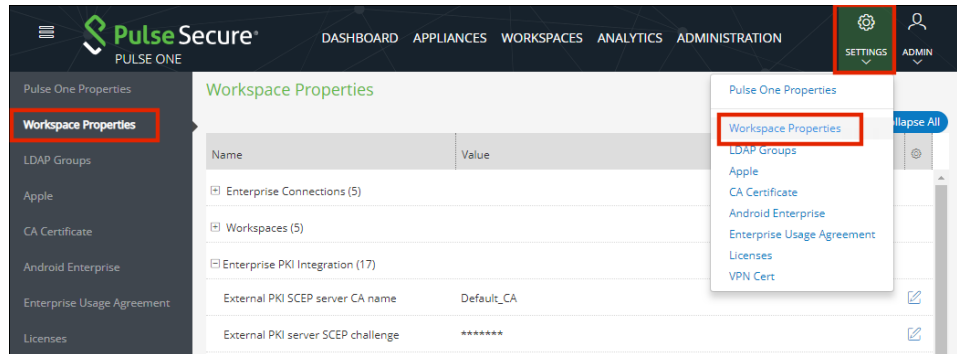 Pulse Secure®
PULSE ONE
DASHBOARD APPLIANCES WORKSPACES ANALYTICS ADMINISTRATION
SETTINGS
ADMIN
Pulse One Properties
Workspace Properties
LDAP Groups
Apple
CA Certificate
Android Enterprise
Enterprise Usage Agreement
Licenses
Workspace Properties
llapse All
Name Value
Enterprise Connections (5)
Workspaces (5)
Enterprise PKI Integration (17)
External PKI SCEP server CA name Default_CA
External PKI server SCEP challenge *******
Pulse One Properties
Workspace Properties
LDAP Groups
Apple
CA Certificate
Android Enterprise
Enterprise Usage Agreement
Licenses
VPN Cert